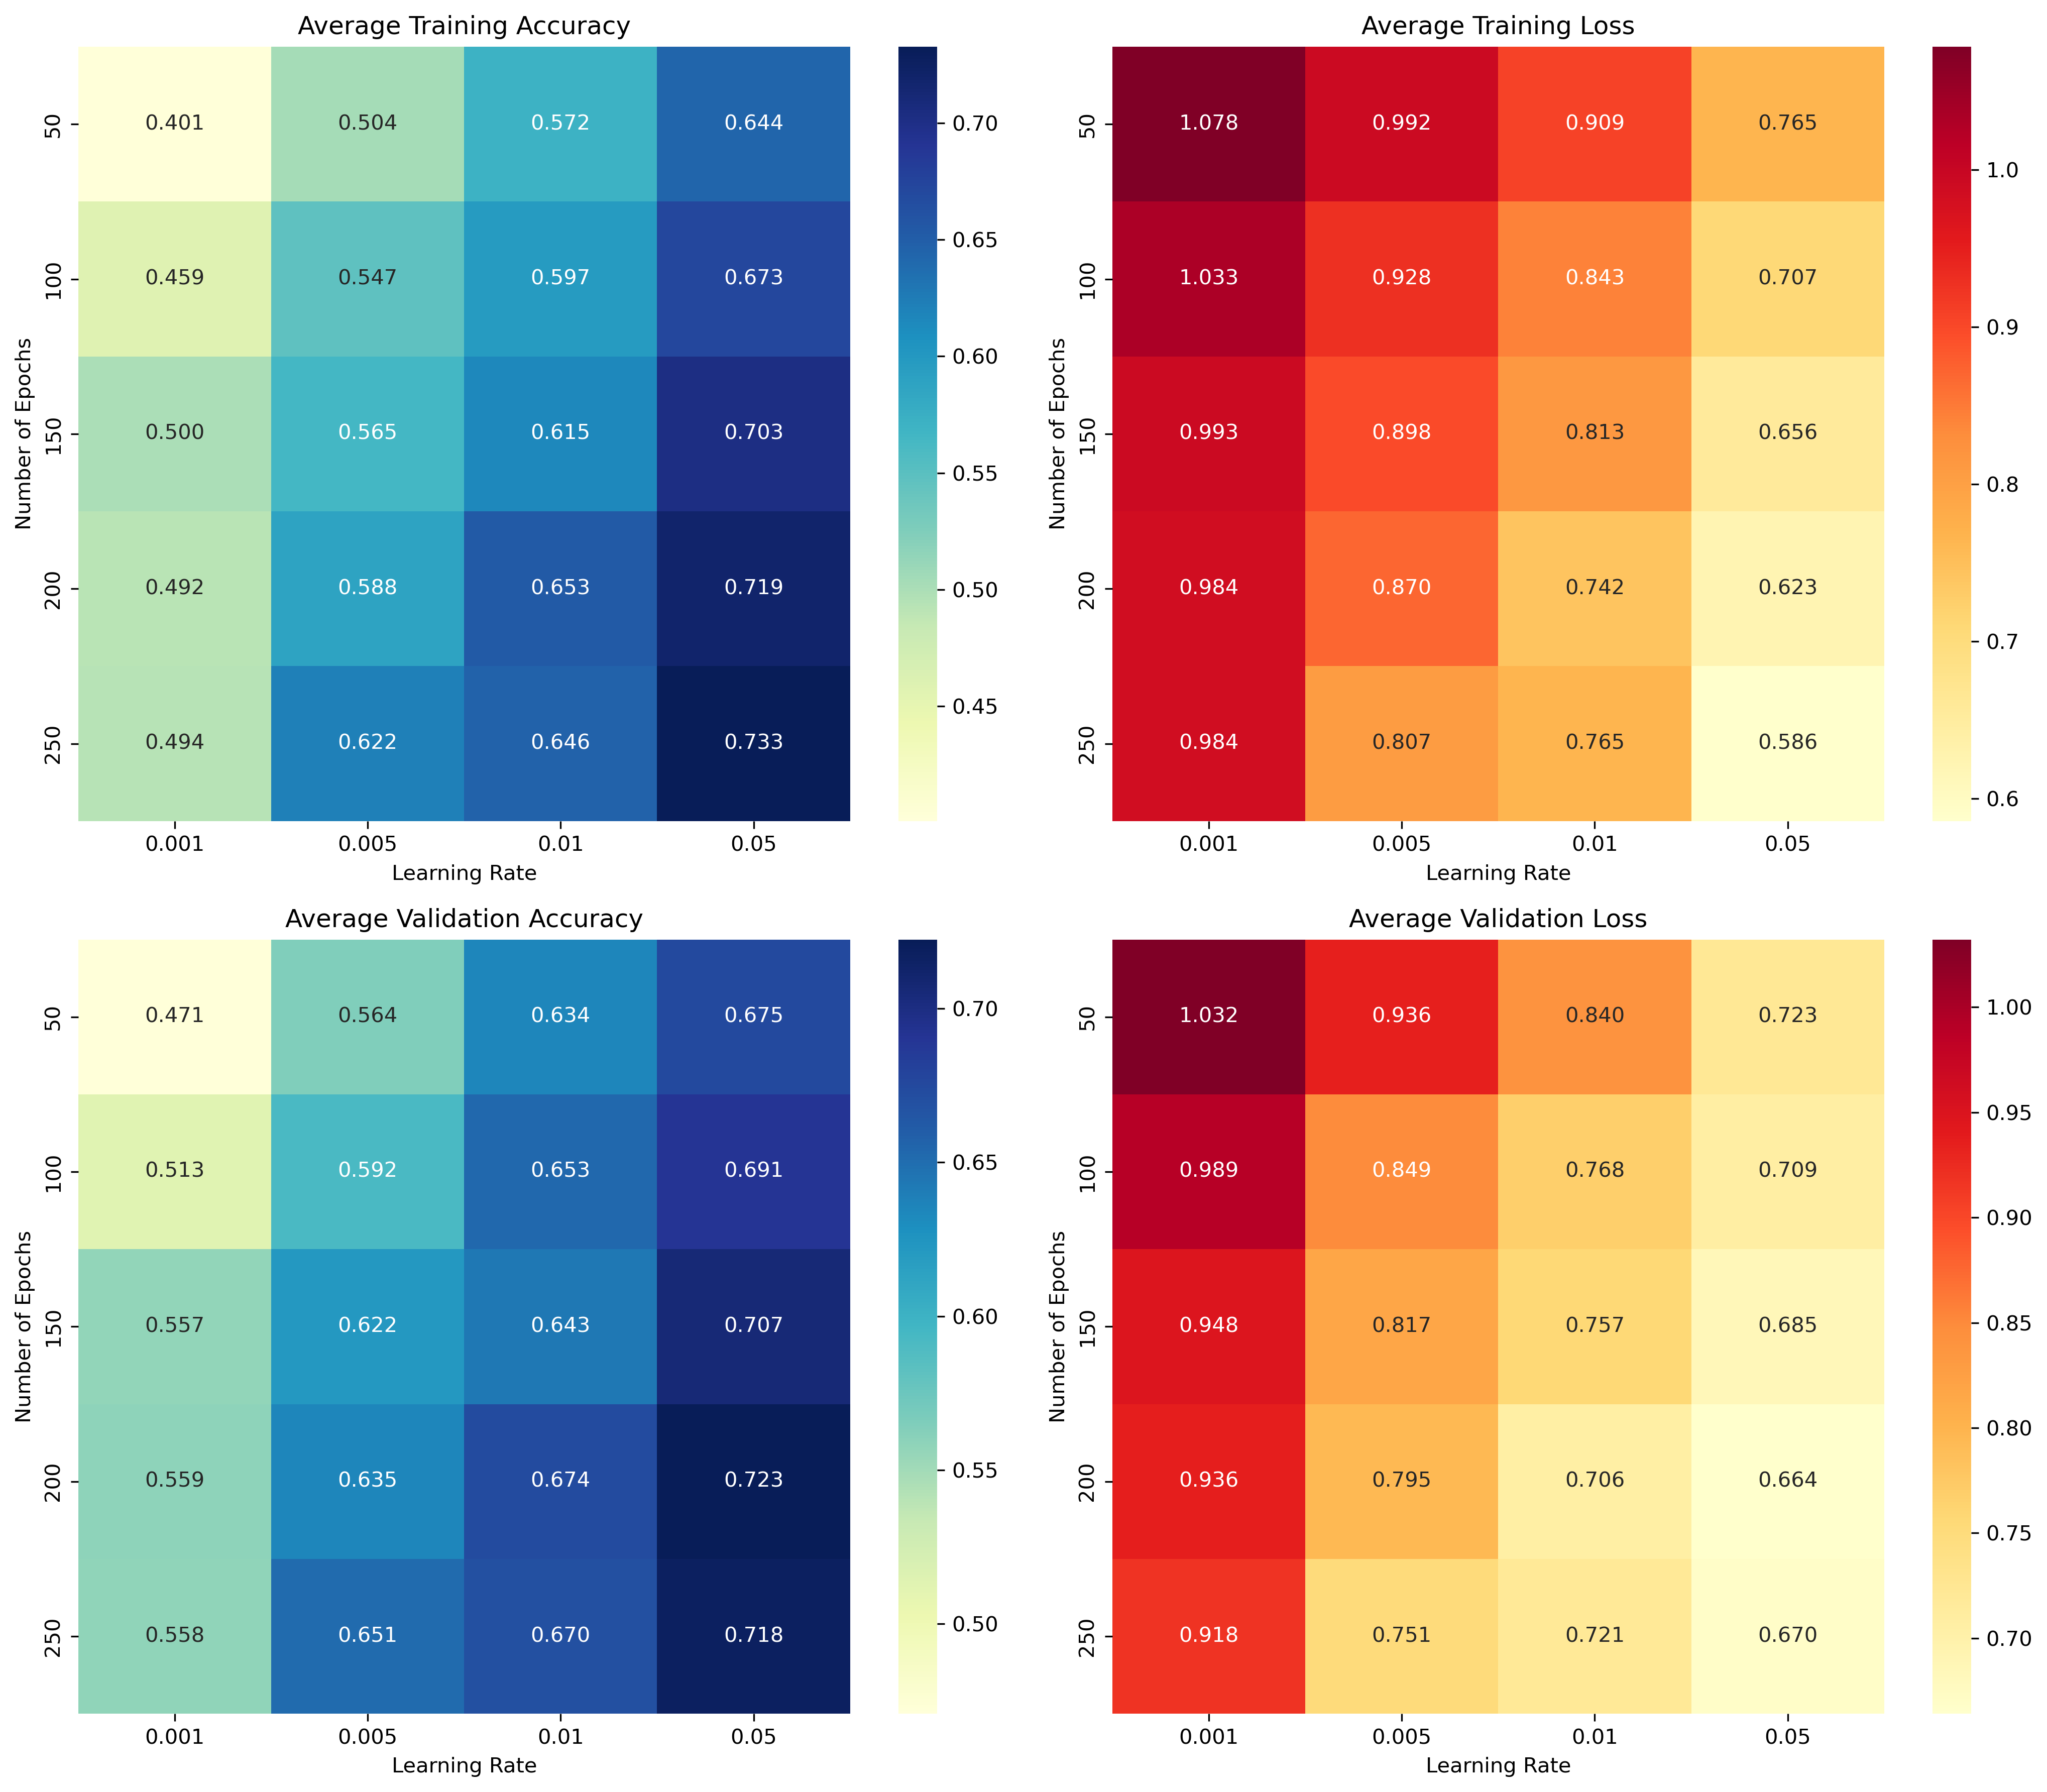 Average Training Accuracy
Number of Epochs
50 0.401 0.504 0.572 0.644
100 0.459 0.547 0.597 0.673
150 0.500 0.565 0.615 0.703
200 0.492 0.588 0.653 0.719
250 0.494 0.622 0.646 0.733
0.001 0.005 0.01 0.05
Learning Rate
0.70
0.65
0.60
0.55
0.50
0.45
Average Training Loss
Number of Epochs
50 1.078 0.992 0.909 0.765
100 1.033 0.928 0.843 0.707
150 0.993 0.898 0.813 0.656
200 0.984 0.870 0.742 0.623
250 0.984 0.807 0.765 0.586
0.001 0.005 0.01 0.05
Learning Rate
1.0
0.9
0.8
0.7
0.6
Average Validation Accuracy
Number of Epochs
50 0.471 0.564 0.634 0.675
100 0.513 0.592 0.653 0.691
150 0.557 0.622 0.643 0.707
200 0.559 0.635 0.674 0.723
250 0.558 0.651 0.670 0.718
0.001 0.005 0.01 0.05
Learning Rate
0.70
0.65
0.60
0.55
0.50
Average Validation Loss
Number of Epochs
50 1.032 0.936 0.840 0.723
100 0.989 0.849 0.768 0.709
150 0.948 0.817 0.757 0.685
200 0.936 0.795 0.706 0.664
250 0.918 0.751 0.721 0.670
0.001 0.005 0.01 0.05
Learning Rate
1.00
0.95
0.90
0.85
0.80
0.75
0.70